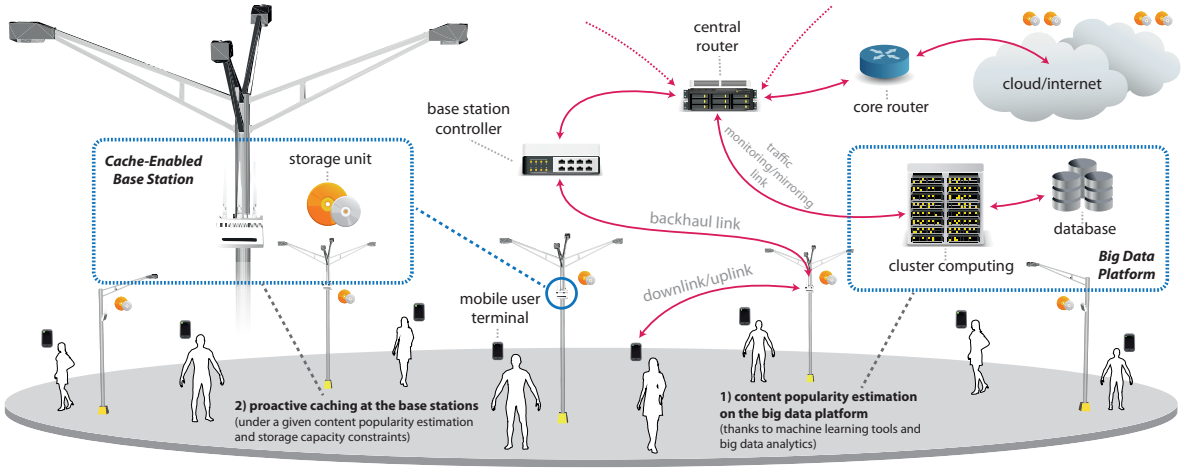 central
router
core router
cloud/internet
base station
controller
Cache-Enabled
Base Station
storage unit
traffic
monitoring/mirroring
link
backhaul link
cluster computing
database
Big Data
Platform
downlink/uplink
mobile user
terminal
2) proactive caching at the base stations
(under a given content popularity estimation
and storage capacity constraints)
1) content popularity estimation
on the big data platform
(thanks to machine learning tools and
big data analytics)